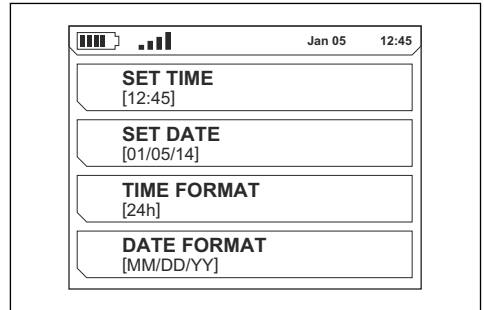 Jan 05 12:45
SET TIME
[12:45]
SET DATE
[01/05/14]
TIME FORMAT
[24h]
DATE FORMAT
[MM/DD/YY]